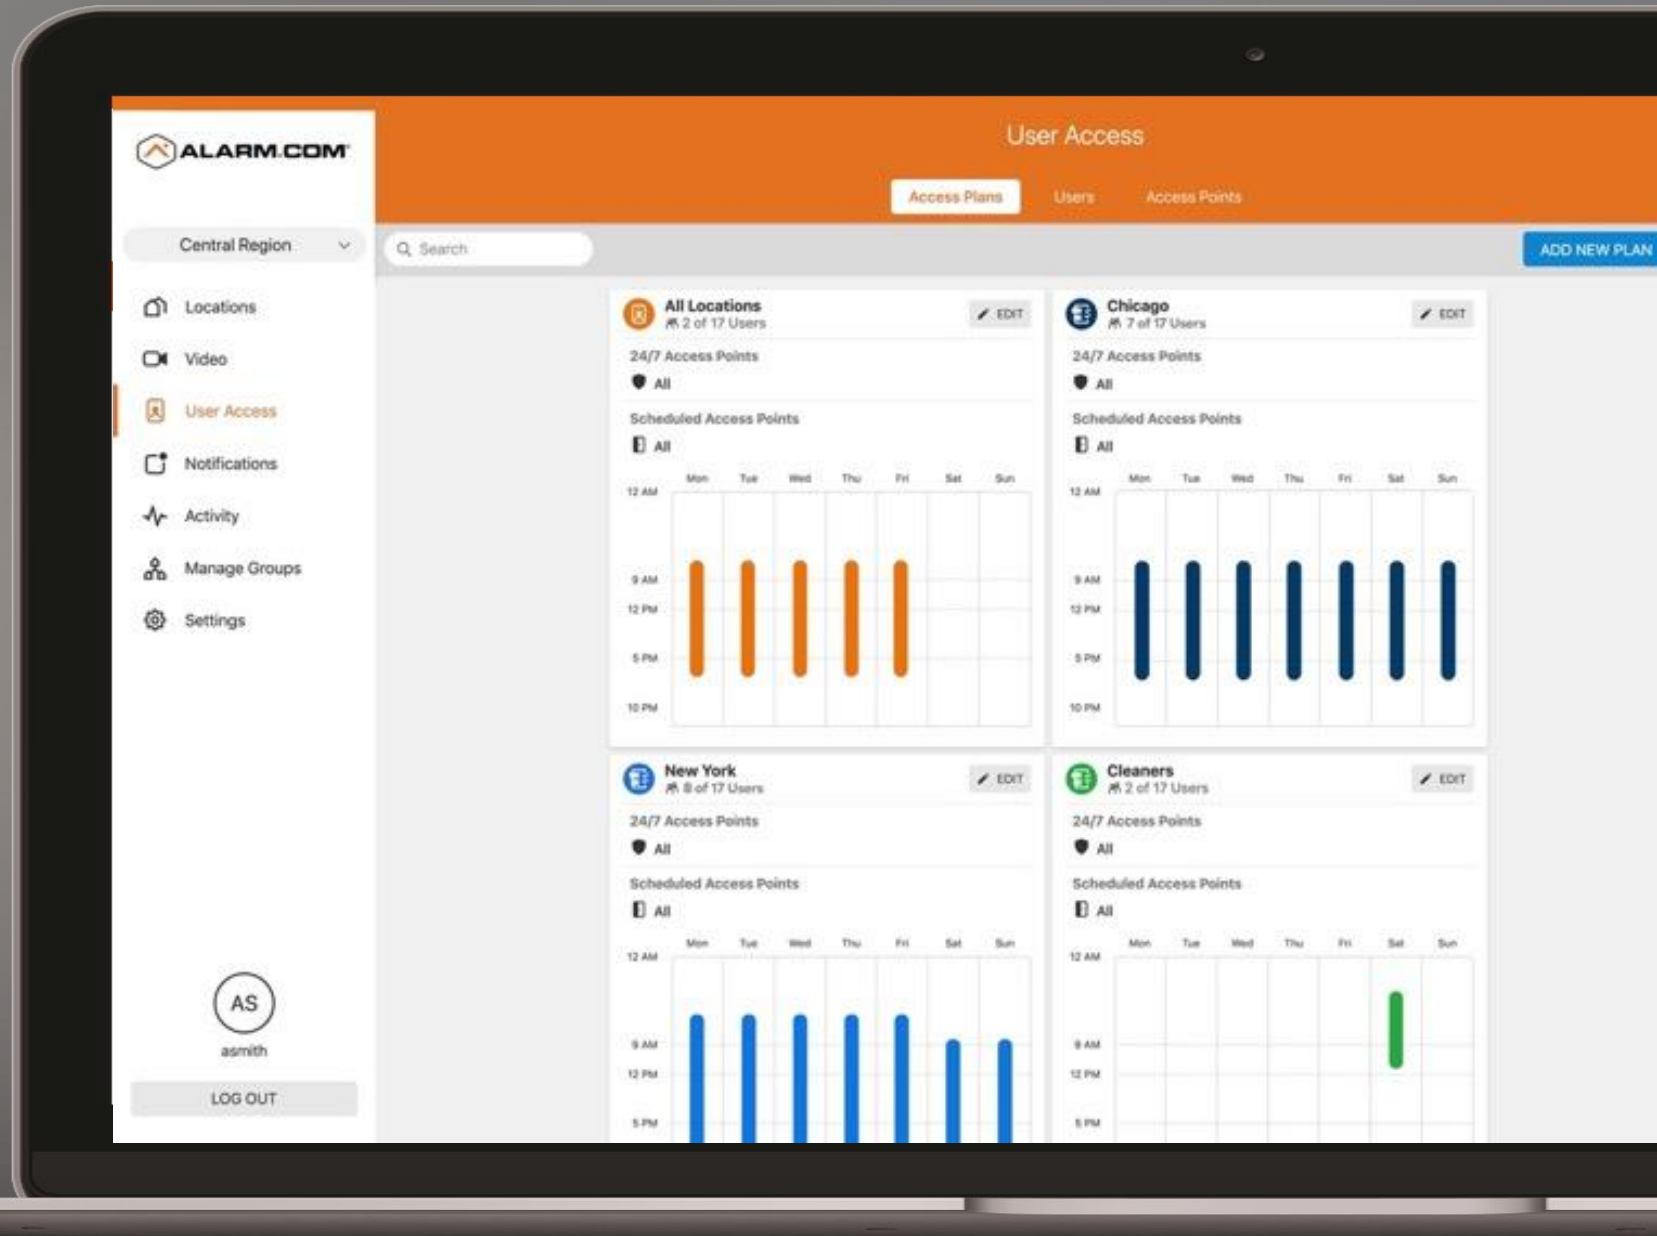 ALARM.COM
Central Region
Locations
Video
User Access
Notifications
Activity
Manage Groups
Settings
AS
asmith
LOG OUT
User Access
Access Plans Users Access Points
Search
ADD NEW PLAN
All Locations
2 of 17 Users
EDIT
24/7 Access Points
All
Scheduled Access Points
All
Mon Tue Wed Thu Fri Sat Sun
12 AM
9 AM
12 PM
5 PM
10 PM
Chicago
7 of 17 Users
EDIT
24/7 Access Points
All
Scheduled Access Points
All
Mon Tue Wed Thu Fri Sat Sun
12 AM
9 AM
12 PM
5 PM
10 PM
New York
8 of 17 Users
EDIT
24/7 Access Points
All
Scheduled Access Points
All
Mon Tue Wed Thu Fri Sat Sun
12 AM
9 AM
12 PM
5 PM
Cleaners
2 of 17 Users
EDIT
24/7 Access Points
All
Scheduled Access Points
All
Mon Tue Wed Thu Fri Sat Sun
12 AM
9 AM
12 PM
5 PM